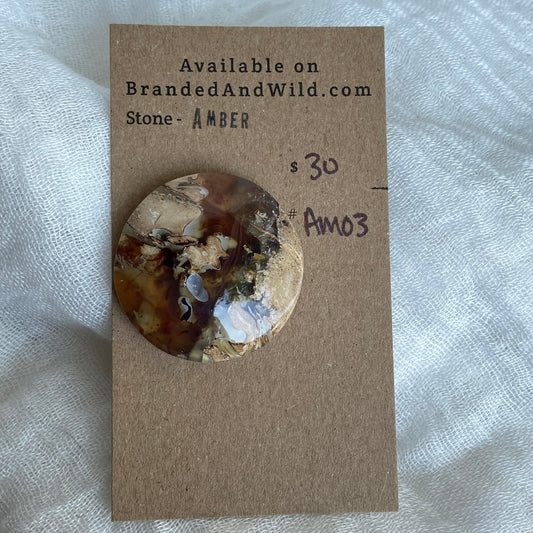 Available on
BrandedAndWild.com
Stone - AMBER
$ 30
# AM03